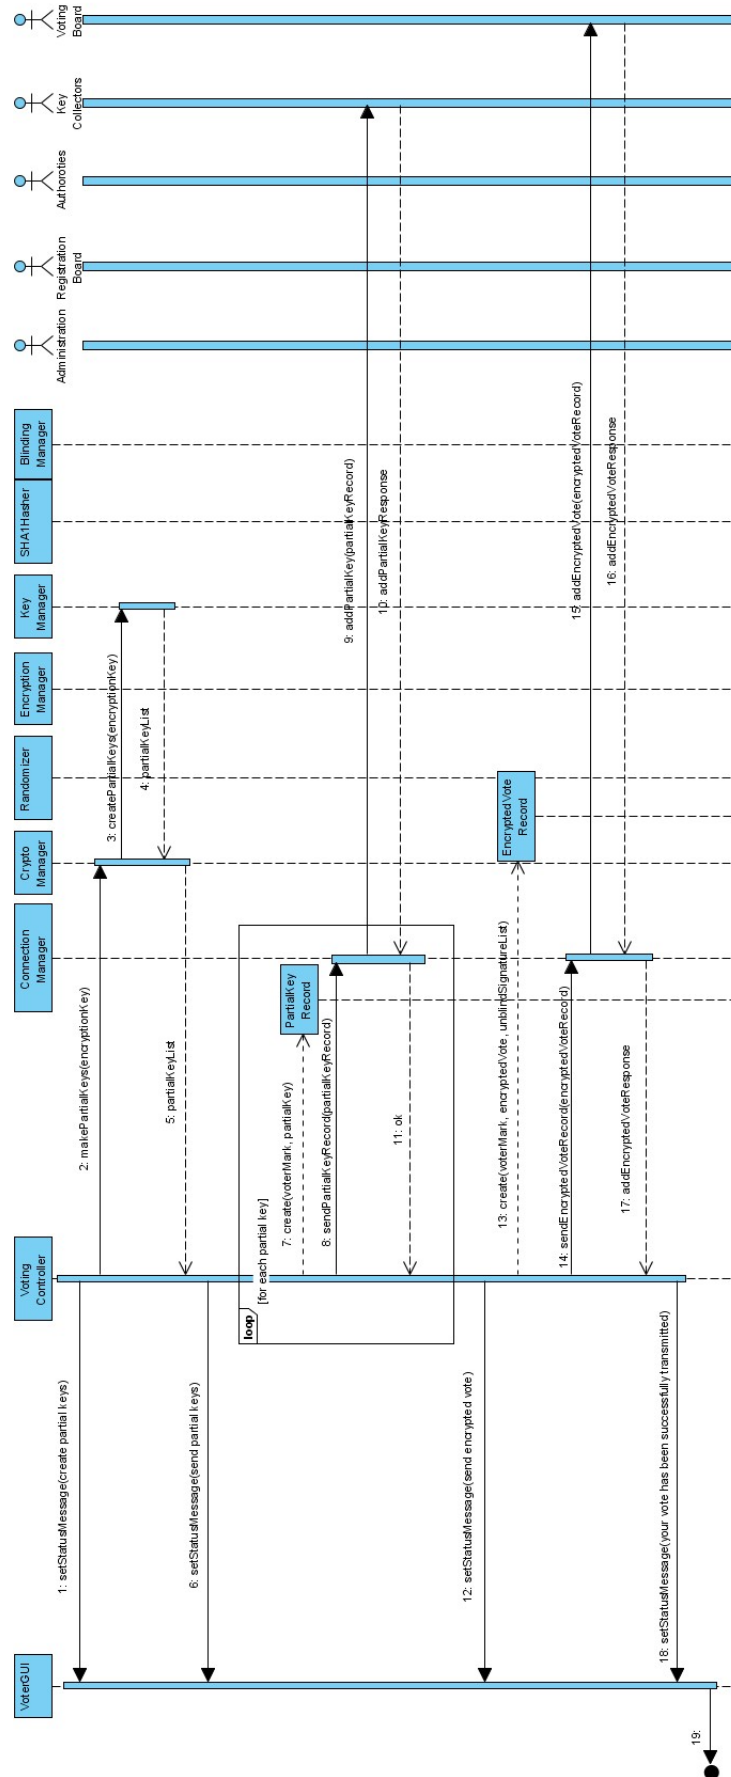 VoterGUI
Voting
Controller
Connection
Manager
Crypto
Manager
Randomizer
Encryption
Manager
Key
Manager
SHA1Hasher
Blinding
Manager
Administration
Registration
Board
Authoroties
Key
Collectors
Voting
Board
1: setStatusMessage(create partial keys)
2: makePartialKeys(encryptionKey)
3: createPartialKeys(encryptionKey)
4: partialKeyList
5: partialKeyList
6: setStatusMessage(send partial keys)
loop
[for each partial key]
7: create(voterMark, partialKey)
PartialKey
Record
8: sendPartialKeyRecord(partialKeyRecord)
9: addPartialKey(partialKeyRecord)
10: addPartialKeyResponse
11: ok
12: setStatusMessage(send encrypted vote)
13: create(voterMark, encryptedVote, unblindSignatureList)
EncryptedVote
Record
14: sendEncryptedVoteRecord(encryptedVoteRecord)
15: addEncryptedVote(encryptedVoteRecord)
16: addEncryptedVoteResponse
17: addEncryptedVoteResponse
18: setStatusMessage(your vote has been successfully transmitted)
19: